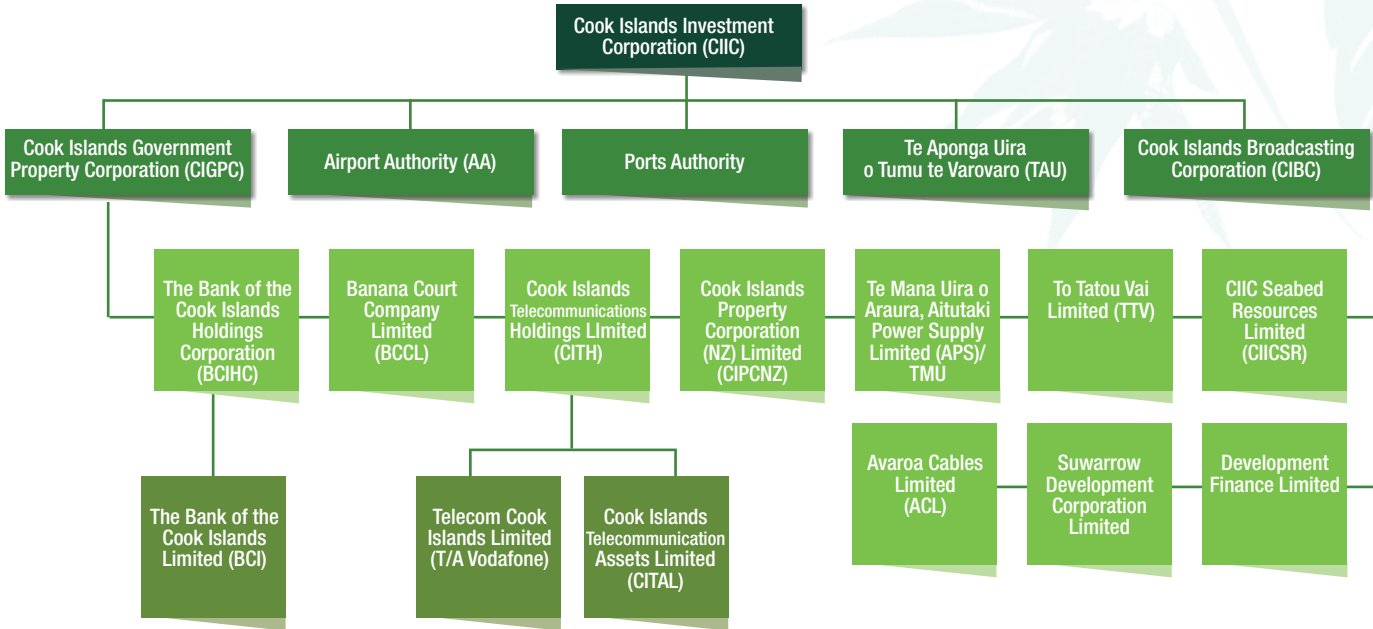 Cook Islands Investment
Corporation (CIIC)
Cook Islands Government
Property Corporation (CIGPC)
Airport Authority (AA)
Ports Authority
Te Aponga Uira
o Tumu te Varovaro (TAU)
Cook Islands Broadcasting
Corporation (CIBC)
The Bank of the
Cook Islands
Holdings
Corporation
(BCIHC)
Banana Court
Company
Limited
(BCCL)
Cook Islands
Telecommunications
Holdings LImited
(CITH)
Cook Islands
Property
Corporation
(NZ) Limited
(CIPCNZ)
Te Mana Uira o
Araura, Aitutaki
Power Supply
Limited (APS)/
TMU
To Tatou Vai
Limited (TTV)
CIIC Seabed
Resources
Limited
(CIICSR)
Avaroa Cables
Limited
(ACL)
Suwarrow
Development
Corporation
Limited
Development
Finance Limited
The Bank of the
Cook Islands
Limited (BCI)
Telecom Cook
Islands Limited
(T/A Vodafone)
Cook Islands
Telecommunication
Assets Limited
(CITAL)